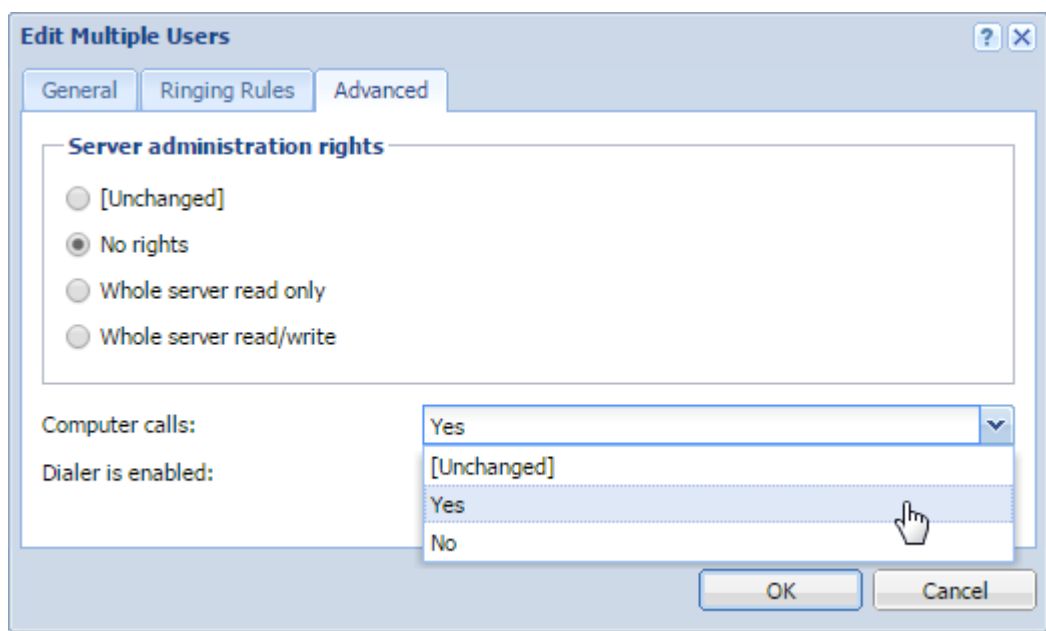 Edit Multiple Users ?
General Ringing Rules Advanced
Server administration rights
[Unchanged]
No rights
Whole server read only
Whole server read/write
Computer calls: Yes
[Unchanged]
Dialer is enabled:
Yes
No
OK Cancel